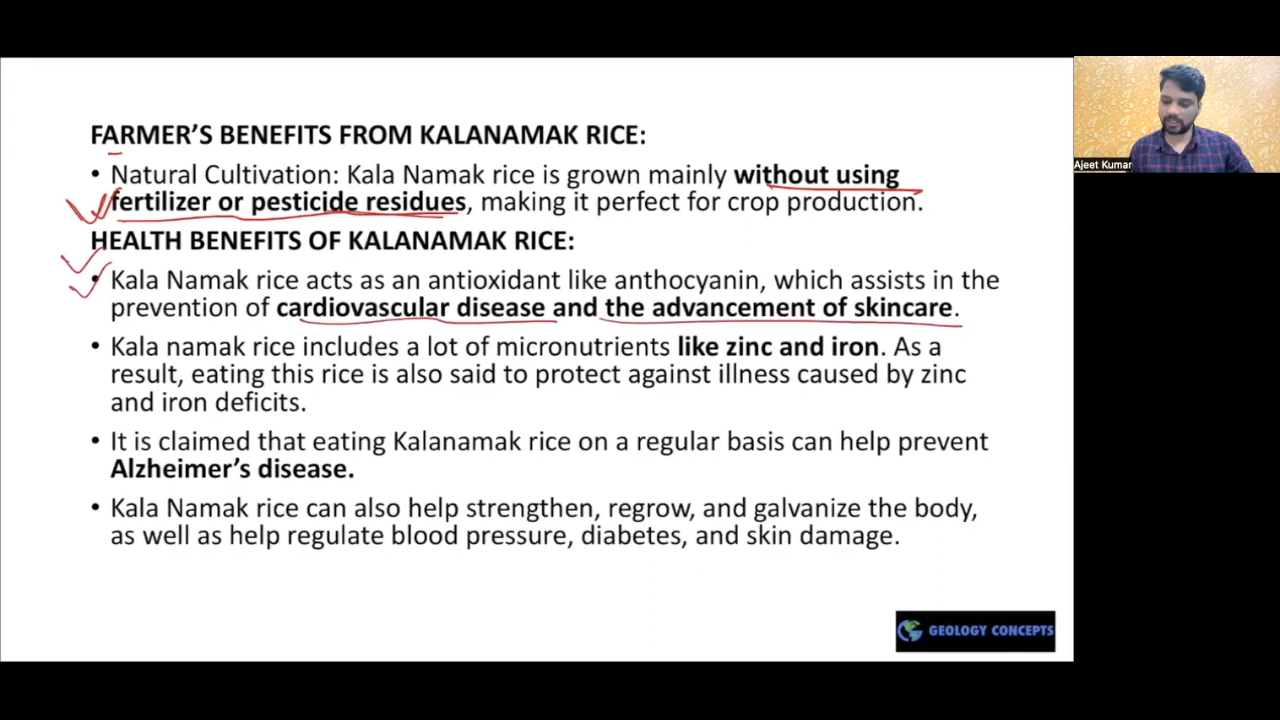 FARMER'S BENEFITS FROM KALANAMAK RICE:
• Natural Cultivation: Kala Namak rice is grown mainly without using
fertilizer or pesticide residues, making it perfect for crop production.
HEALTH BENEFITS OF KALANAMAK RICE:
• Kala Namak rice acts as an antioxidant like anthocyanin, which assists in the
prevention of cardiovascular disease and the advancement of skincare.
• Kala namak rice includes a lot of micronutrients like zinc and iron. As a
result, eating this rice is also said to protect against illness caused by zinc
and iron deficits.
• It is claimed that eating Kalanamak rice on a regular basis can help prevent
Alzheimer's disease.
• Kala Namak rice can also help strengthen, regrow, and galvanize the body,
as well as help regulate blood pressure, diabetes, and skin damage.
GEOLOGY CONCEPTS
Ajeet Kumar